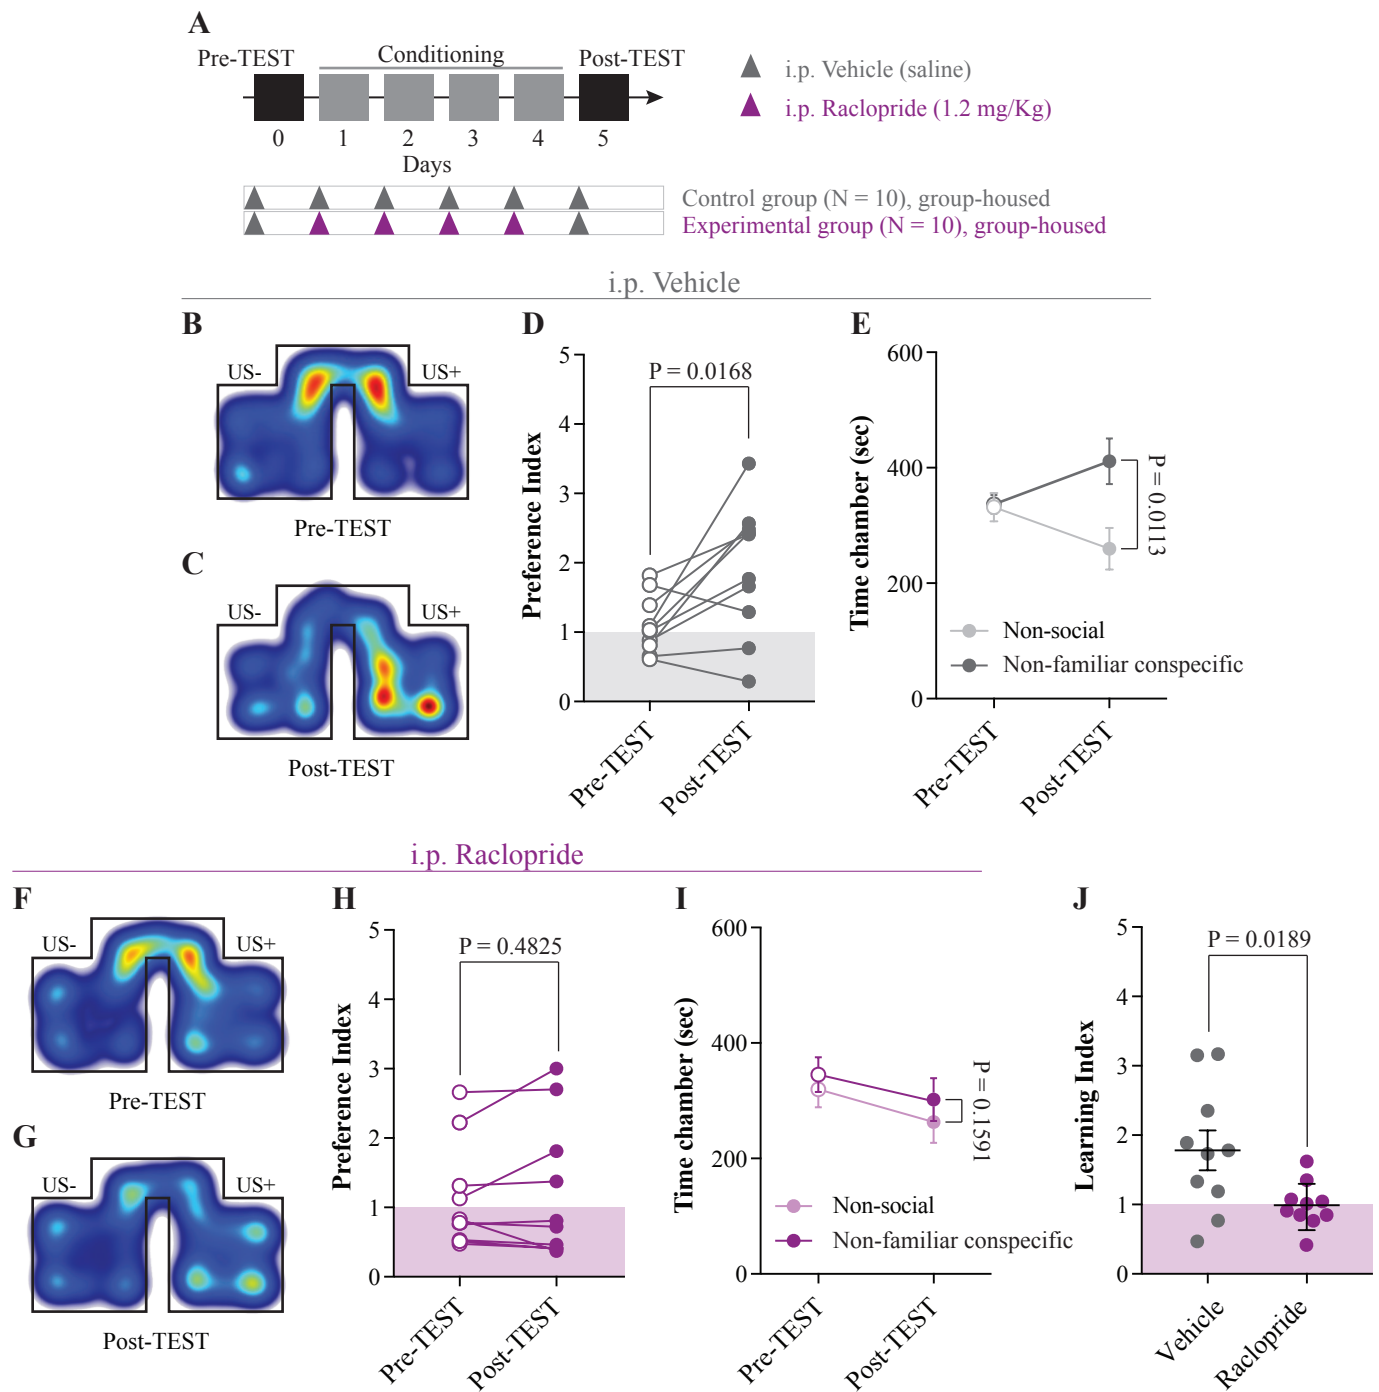 A
Pre-TEST
Conditioning
Post-TEST
0 1 2 3 4 5
Days
i.p. Vehicle (saline)
i.p. Raclopride (1.2 mg/Kg)
Control group (N = 10), group-housed
Experimental group (N = 10), group-housed
i.p. Vehicle
B
US-
US+
Pre-TEST
C
US-
US+
Post-TEST
D
Preference Index
5
4
3
2
1
0
P = 0.0168
Pre-TEST
Post-TEST
E
Time chamber (sec)
600
400
200
0
P = 0.0113
Non-social
Non-familiar conspecific
Pre-TEST
Post-TEST
i.p. Raclopride
F
US-
US+
Pre-TEST
G
US-
US+
Post-TEST
H
Preference Index
5
4
3
2
1
0
P = 0.4825
Pre-TEST
Post-TEST
I
Time chamber (sec)
600
400
200
0
P = 0.1591
Non-social
Non-familiar conspecific
Pre-TEST
Post-TEST
J
Learning Index
5
4
3
2
1
0
P = 0.0189
Vehicle
Raclopride